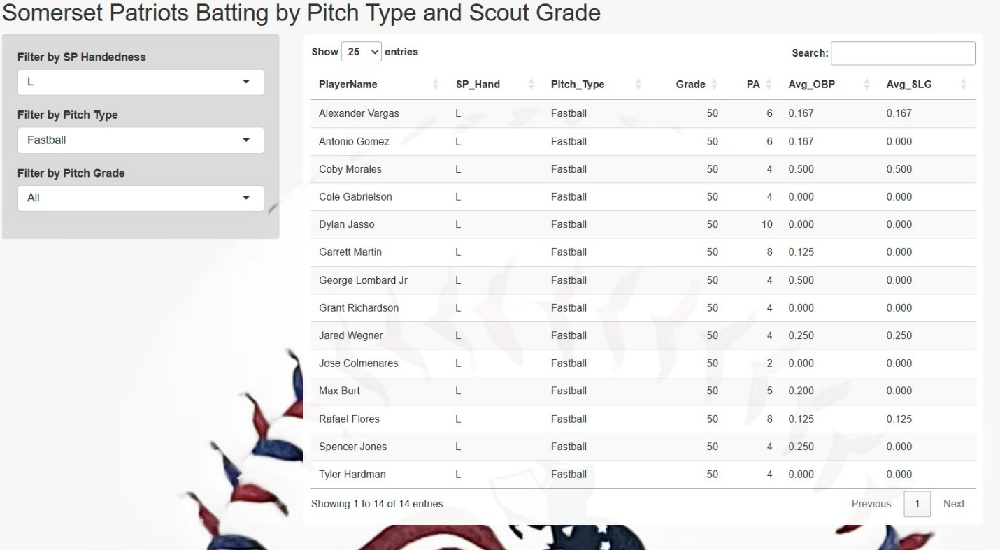 Somerset Patriots Batting by Pitch Type and Scout Grade
Filter by SP Handedness
L
Filter by Pitch Type
Fastball
Filter by Pitch Grade
All
Show 25 entries
Search:
PlayerName SP_Hand Pitch_Type Grade PA Avg_OBP Avg_SLG
Alexander Vargas L Fastball 50 6 0.167 0.167
Antonio Gomez L Fastball 50 6 0.167 0.000
Coby Morales L Fastball 50 4 0.500 0.500
Cole Gabrielson L Fastball 50 4 0.000 0.000
Dylan Jasso L Fastball 50 10 0.000 0.000
Garrett Martin L Fastball 50 8 0.125 0.000
George Lombard Jr L Fastball 50 4 0.500 0.000
Grant Richardson L Fastball 50 4 0.000 0.000
Jared Wegner L Fastball 50 4 0.250 0.250
Jose Colmenares L Fastball 50 2 0.000 0.000
Max Burt L Fastball 50 5 0.200 0.000
Rafael Flores L Fastball 50 8 0.125 0.125
Spencer Jones L Fastball 50 4 0.250 0.000
Tyler Hardman L Fastball 50 4 0.000 0.000
Showing 1 to 14 of 14 entries
Previous 1 Next